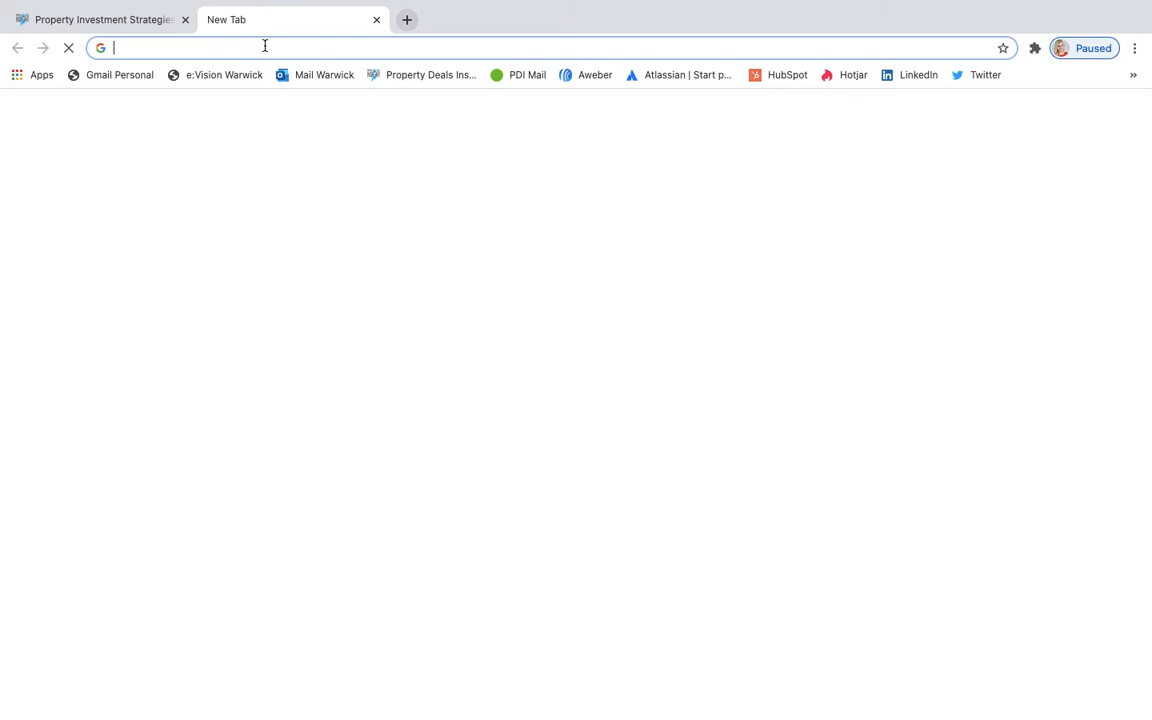 Property Investment Strategies New Tab
Paused
Apps Gmail Personal e:Vision Warwick Mail Warwick Property Deals Ins... PDI Mail Aweber Atlassian | Start p... HubSpot Hotjar LinkedIn Twitter »